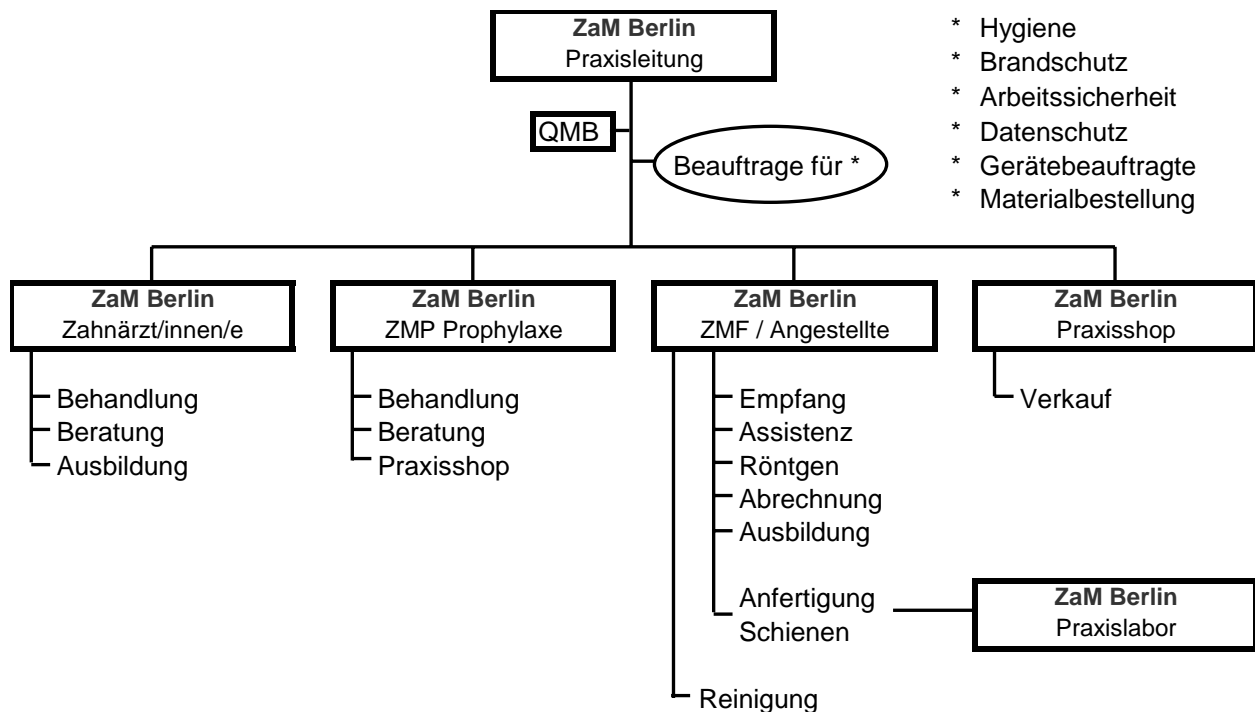 ZaM Berlin
Praxisleitung
* Hygiene
* Brandschutz
* Arbeitssicherheit
* Datenschutz
* Gerätebeauftragte
* Materialbestellung
QMB
Beauftrage für *
ZaM Berlin
Zahnärzt/innen/e
Behandlung
Beratung
Ausbildung
ZaM Berlin
ZMP Prophylaxe
Behandlung
Beratung
Praxisshop
ZaM Berlin
ZMF / Angestellte
Empfang
Assistenz
Röntgen
Abrechnung
Ausbildung
Anfertigung
Schienen
Reinigung
ZaM Berlin
Praxisshop
Verkauf
ZaM Berlin
Praxislabor